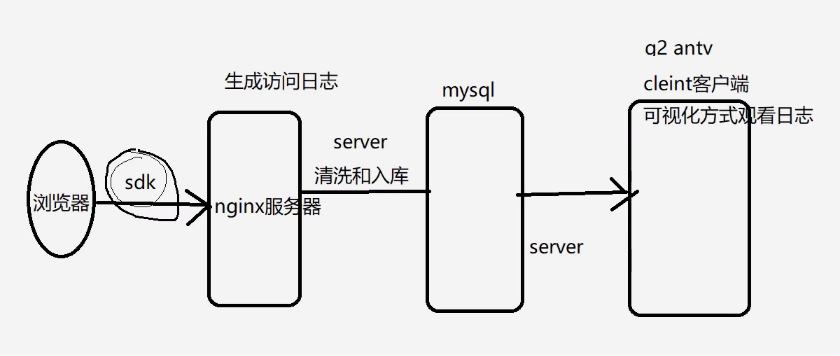 g2 antv
生成访问日志
mysql
cleint客户端
可视化方式观看日志
server
sdk
清洗和入库
浏览器
nginx服务器
server